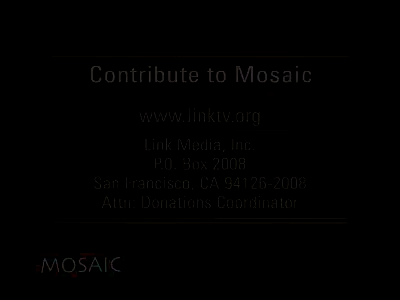 Contribute to Mosaic
www.linktv.org
Link Media, Inc.
P.O. Box 2008
San Francisco, CA 94126-2008
Attn: Donations Coordinator
MOSAIC